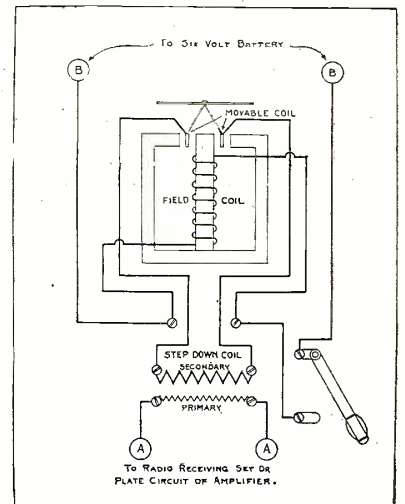 TO SIX VOLT BATTERY
B
B
MOVABLE COIL
FIELD COIL
STEP DOWN COIL
SECONDARY
PRIMARY
A
A
TO RADIO RECEIVING SET OR
PLATE CIRCUIT OF AMPLIFIER.